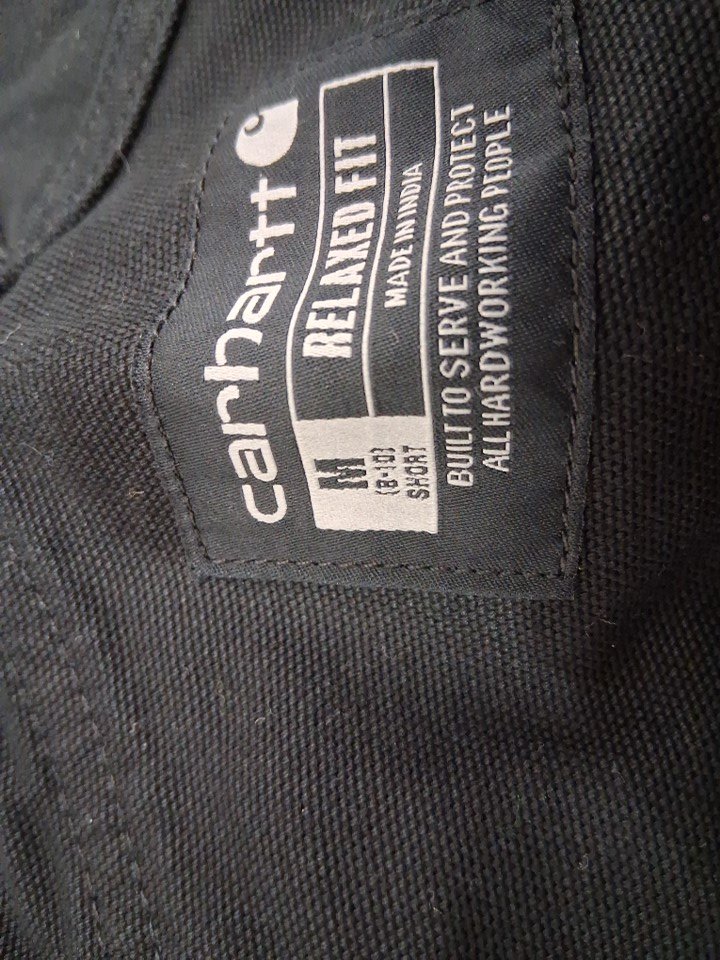 carhartt
RELAXED FIT
MADE IN INDIA
M
(8-10)
SHORT
BUILT TO SERVE AND PROTECT
ALL HARDWORKING PEOPLE